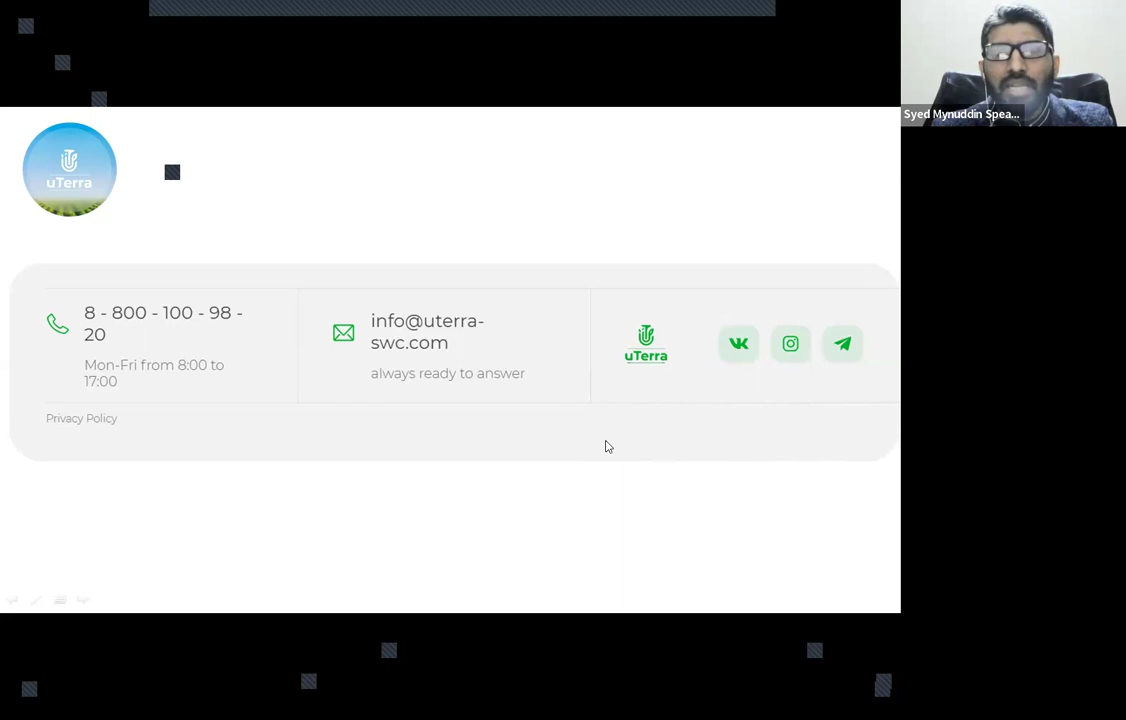 Syed Mynuddin Spea...
uTerra
8 - 800 - 100 - 98 -
20
Mon-Fri from 8:00 to
17:00
info@uterra-
swc.com
always ready to answer
uTerra
Privacy Policy